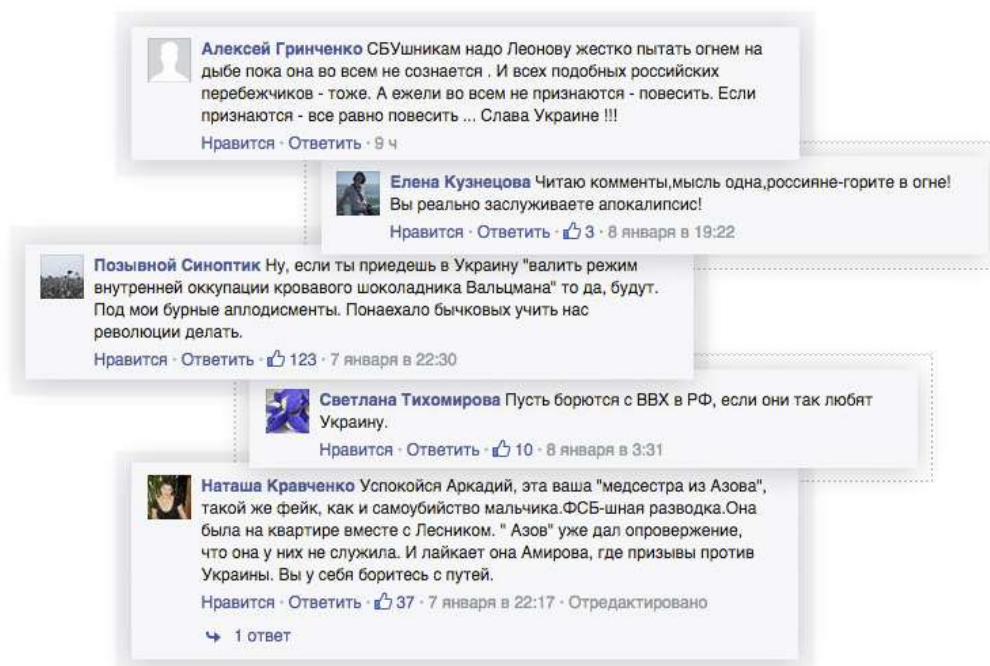 Алексей Гринченко СБУшникам надо Леонову жестко пытать огнем на
дыбе пока она во всем не сознается . И всех подобных российских
перебежчиков - тоже. А ежели во всем не признаются - повесить. Если
признаются - все равно повесить ... Слава Украине !!!
Нравится · Ответить · 9 ч
Елена Кузнецова Читаю комменты,мысль одна,россияне-горите в огне!
Вы реально заслуживаете апокалипсис!
Нравится · Ответить · 3 · 8 января в 19:22
Позывной Синоптик Ну, если ты приедешь в Украину "валить режим
внутренней оккупации кровавого шоколадника Вальцмана" то да, будут.
Под мои бурные аплодисменты. Понаехало бычковых учить нас
революции делать.
Нравится · Ответить · 123 · 7 января в 22:30
Светлана Тихомирова Пусть борются с ВВХ в РФ, если они так любят
Украину.
Нравится · Ответить · 10 · 8 января в 3:31
Наташа Кравченко Успокойся Аркадий, эта ваша "медсестра из Азова",
такой же фейк, как и самоубийство мальчика.ФСБ-шная разводка.Она
была на квартире вместе с Лесником. " Азов" уже дал опровержение,
что она у них не служила. И лайкает она Амирова, где призывы против
Украины. Вы у себя боритесь с путей.
Нравится · Ответить · 37 · 7 января в 22:17 · Отредактировано
1 ответ